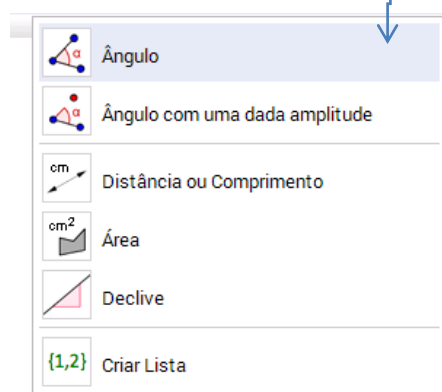 α Ângulo
α Ângulo com uma dada amplitude
cm Distância ou Comprimento
cm² Área
Declive
{1,2} Criar Lista